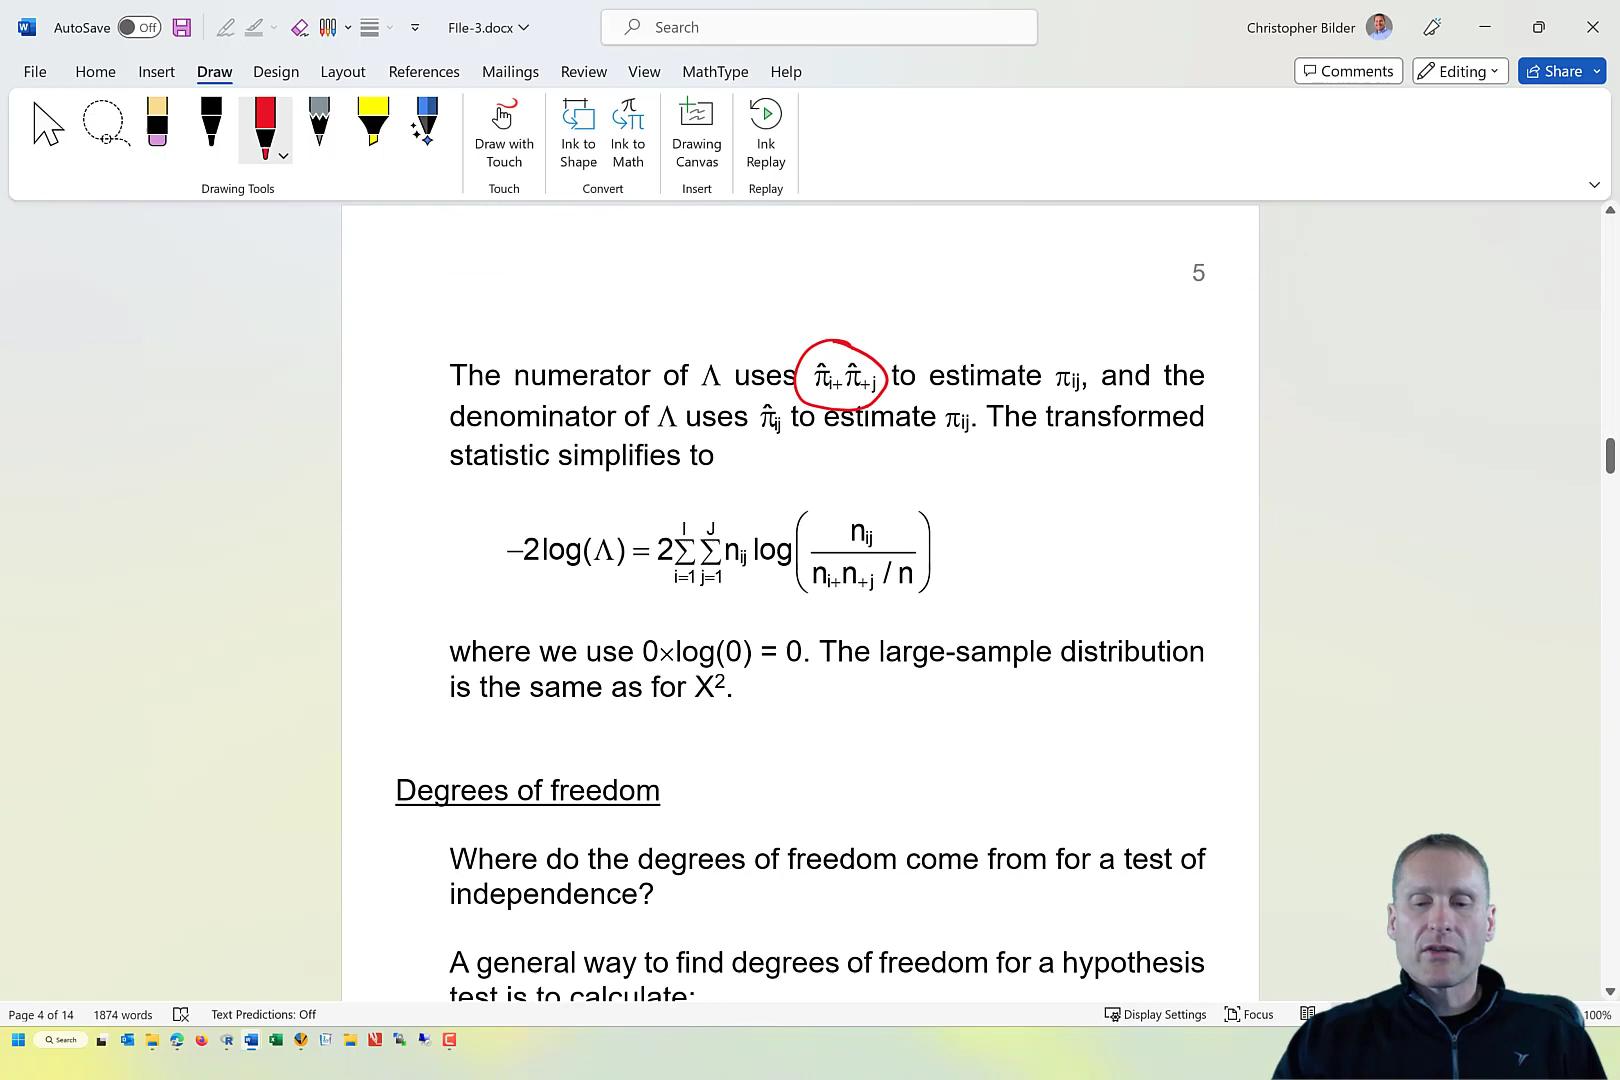 AutoSave Off FIle-3.docx Search Christopher Bilder
File Home Insert Draw Design Layout References Mailings Review View MathType Help Comments Editing Share
Draw with Touch Ink to Shape Ink to Math Drawing Canvas Ink Replay
Drawing Tools Touch Convert Insert Replay
5
The numerator of Λ uses π̂i+π̂+j to estimate πij, and the
denominator of Λ uses π̂ij to estimate πij. The transformed
statistic simplifies to
−2log(Λ) = 2 ∑_{i=1}^{I} ∑_{j=1}^{J} nij log( nij / (ni+n+j / n) )
where we use 0×log(0) = 0. The large-sample distribution
is the same as for X².
Degrees of freedom
Where do the degrees of freedom come from for a test of
independence?
A general way to find degrees of freedom for a hypothesis
test is to calculate:
Page 4 of 14 1874 words Text Predictions: Off Display Settings Focus 100%
Search